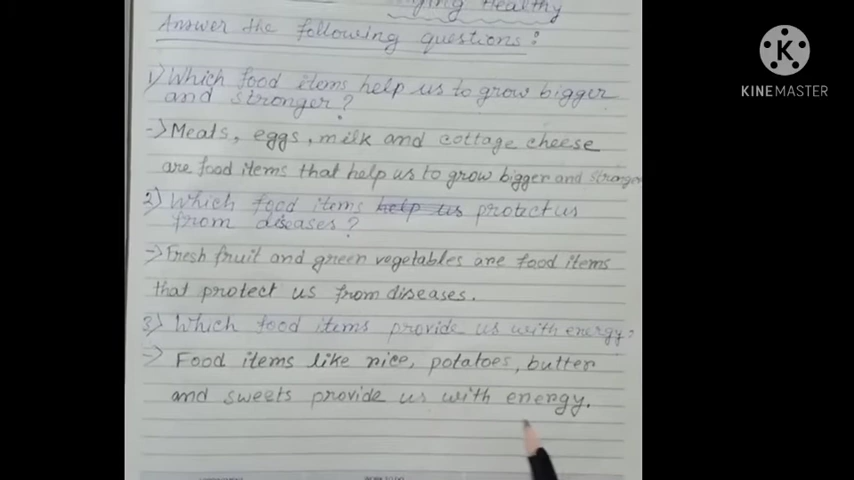 Healthy
Answer the following questions:
1) Which food items help us to grow bigger
and stronger?
-> Meats, eggs, milk and cottage cheese
are food items that help us to grow bigger and stronger
2) Which food items help us protect us
from diseases?
-> Fresh fruit and green vegetables are food items
that protect us from diseases.
3) Which food items provide us with energy?
-> Food items like rice, potatoes, butter
and sweets provide us with energy.
K
KINEMASTER